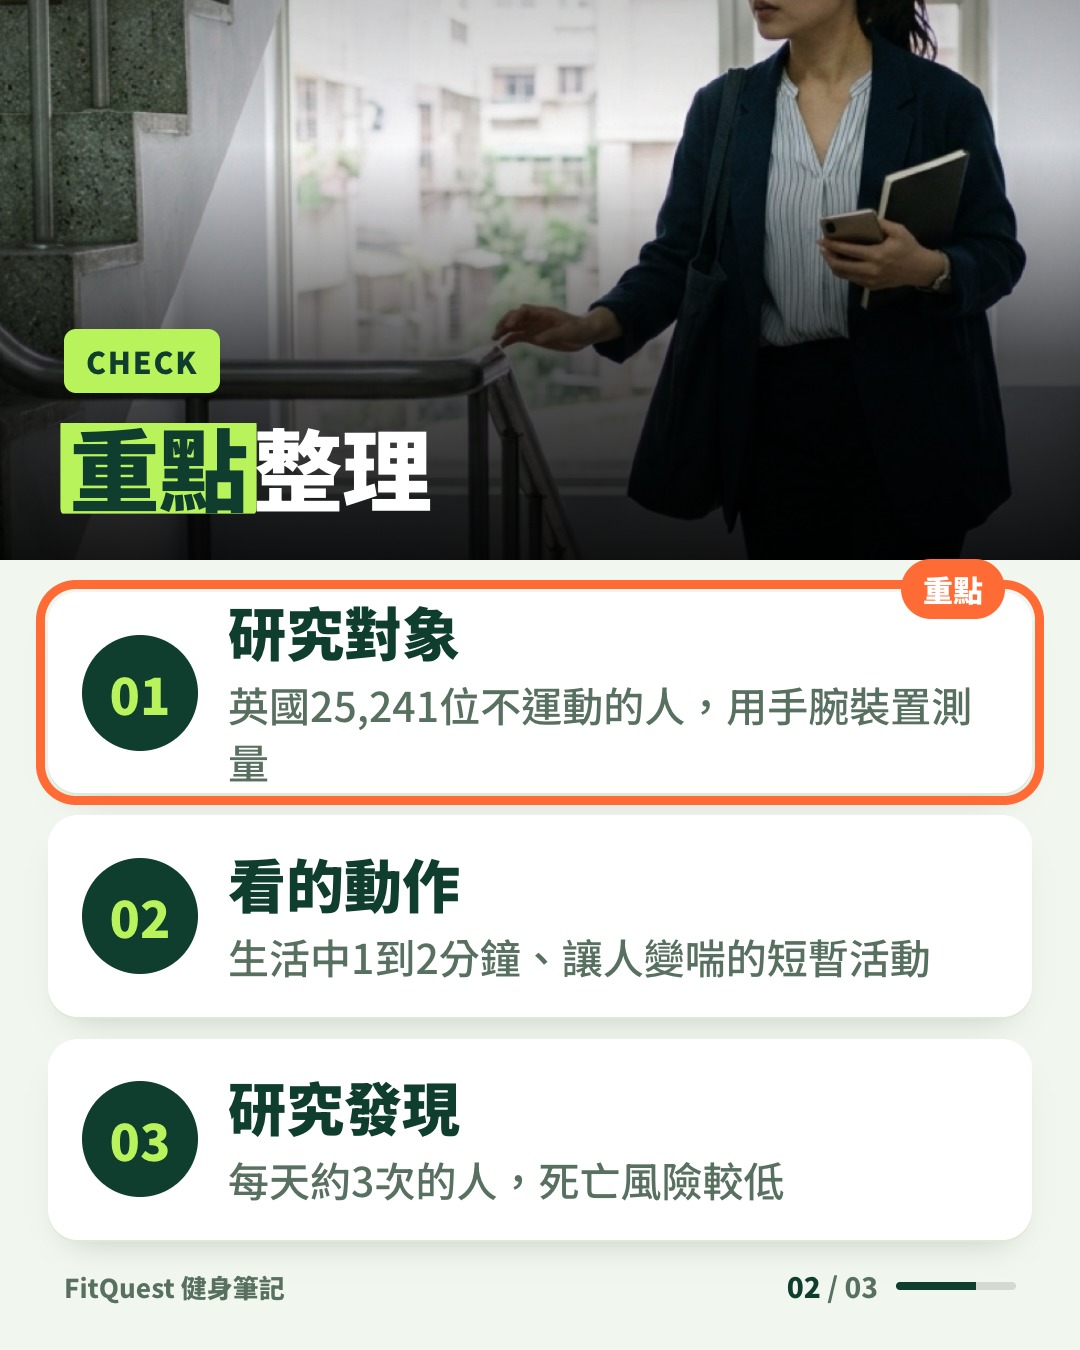 CHECK
重點整理
重點
01
研究對象
英國25,241位不運動的人，用手腕裝置測
量
02
看的動作
生活中1到2分鐘、讓人變喘的短暫活動
03
研究發現
每天約3次的人，死亡風險較低
FitQuest 健身筆記
02 / 03